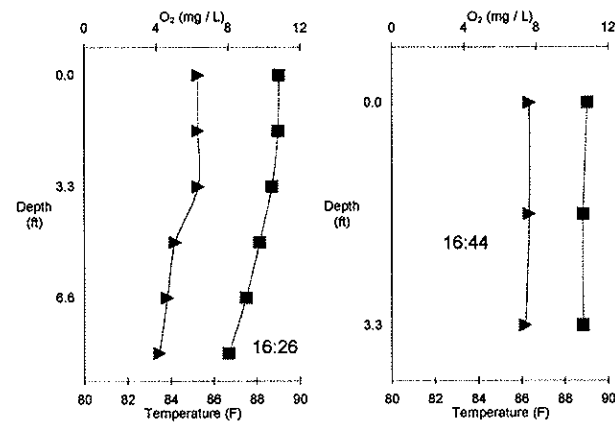 O₂ (mg / L)
0 4 8 12
0.0
3.3
Depth
(ft)
6.6
16:26
80 82 84 86 88 90
Temperature (F)
O₂ (mg / L)
0 4 8 11
0.0
Depth
(ft)
16:44
3.3
80 82 84 86 88 90
Temperature (F)